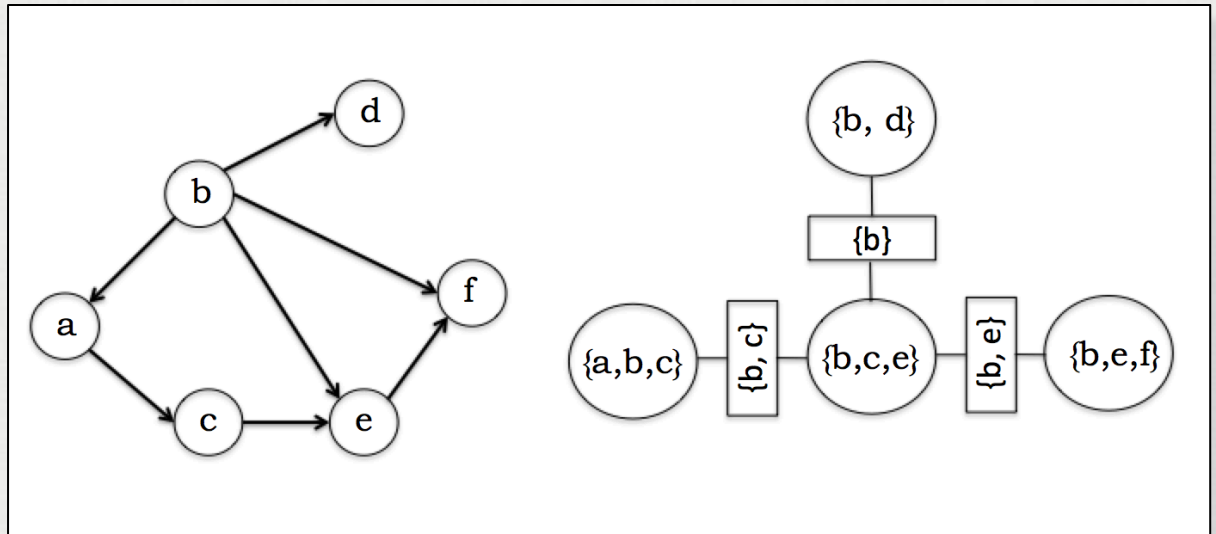 d
b
f
a
c
e
{b, d}
{b}
{a,b,c}
{b, c}
{b,c,e}
{b, e}
{b,e,f}